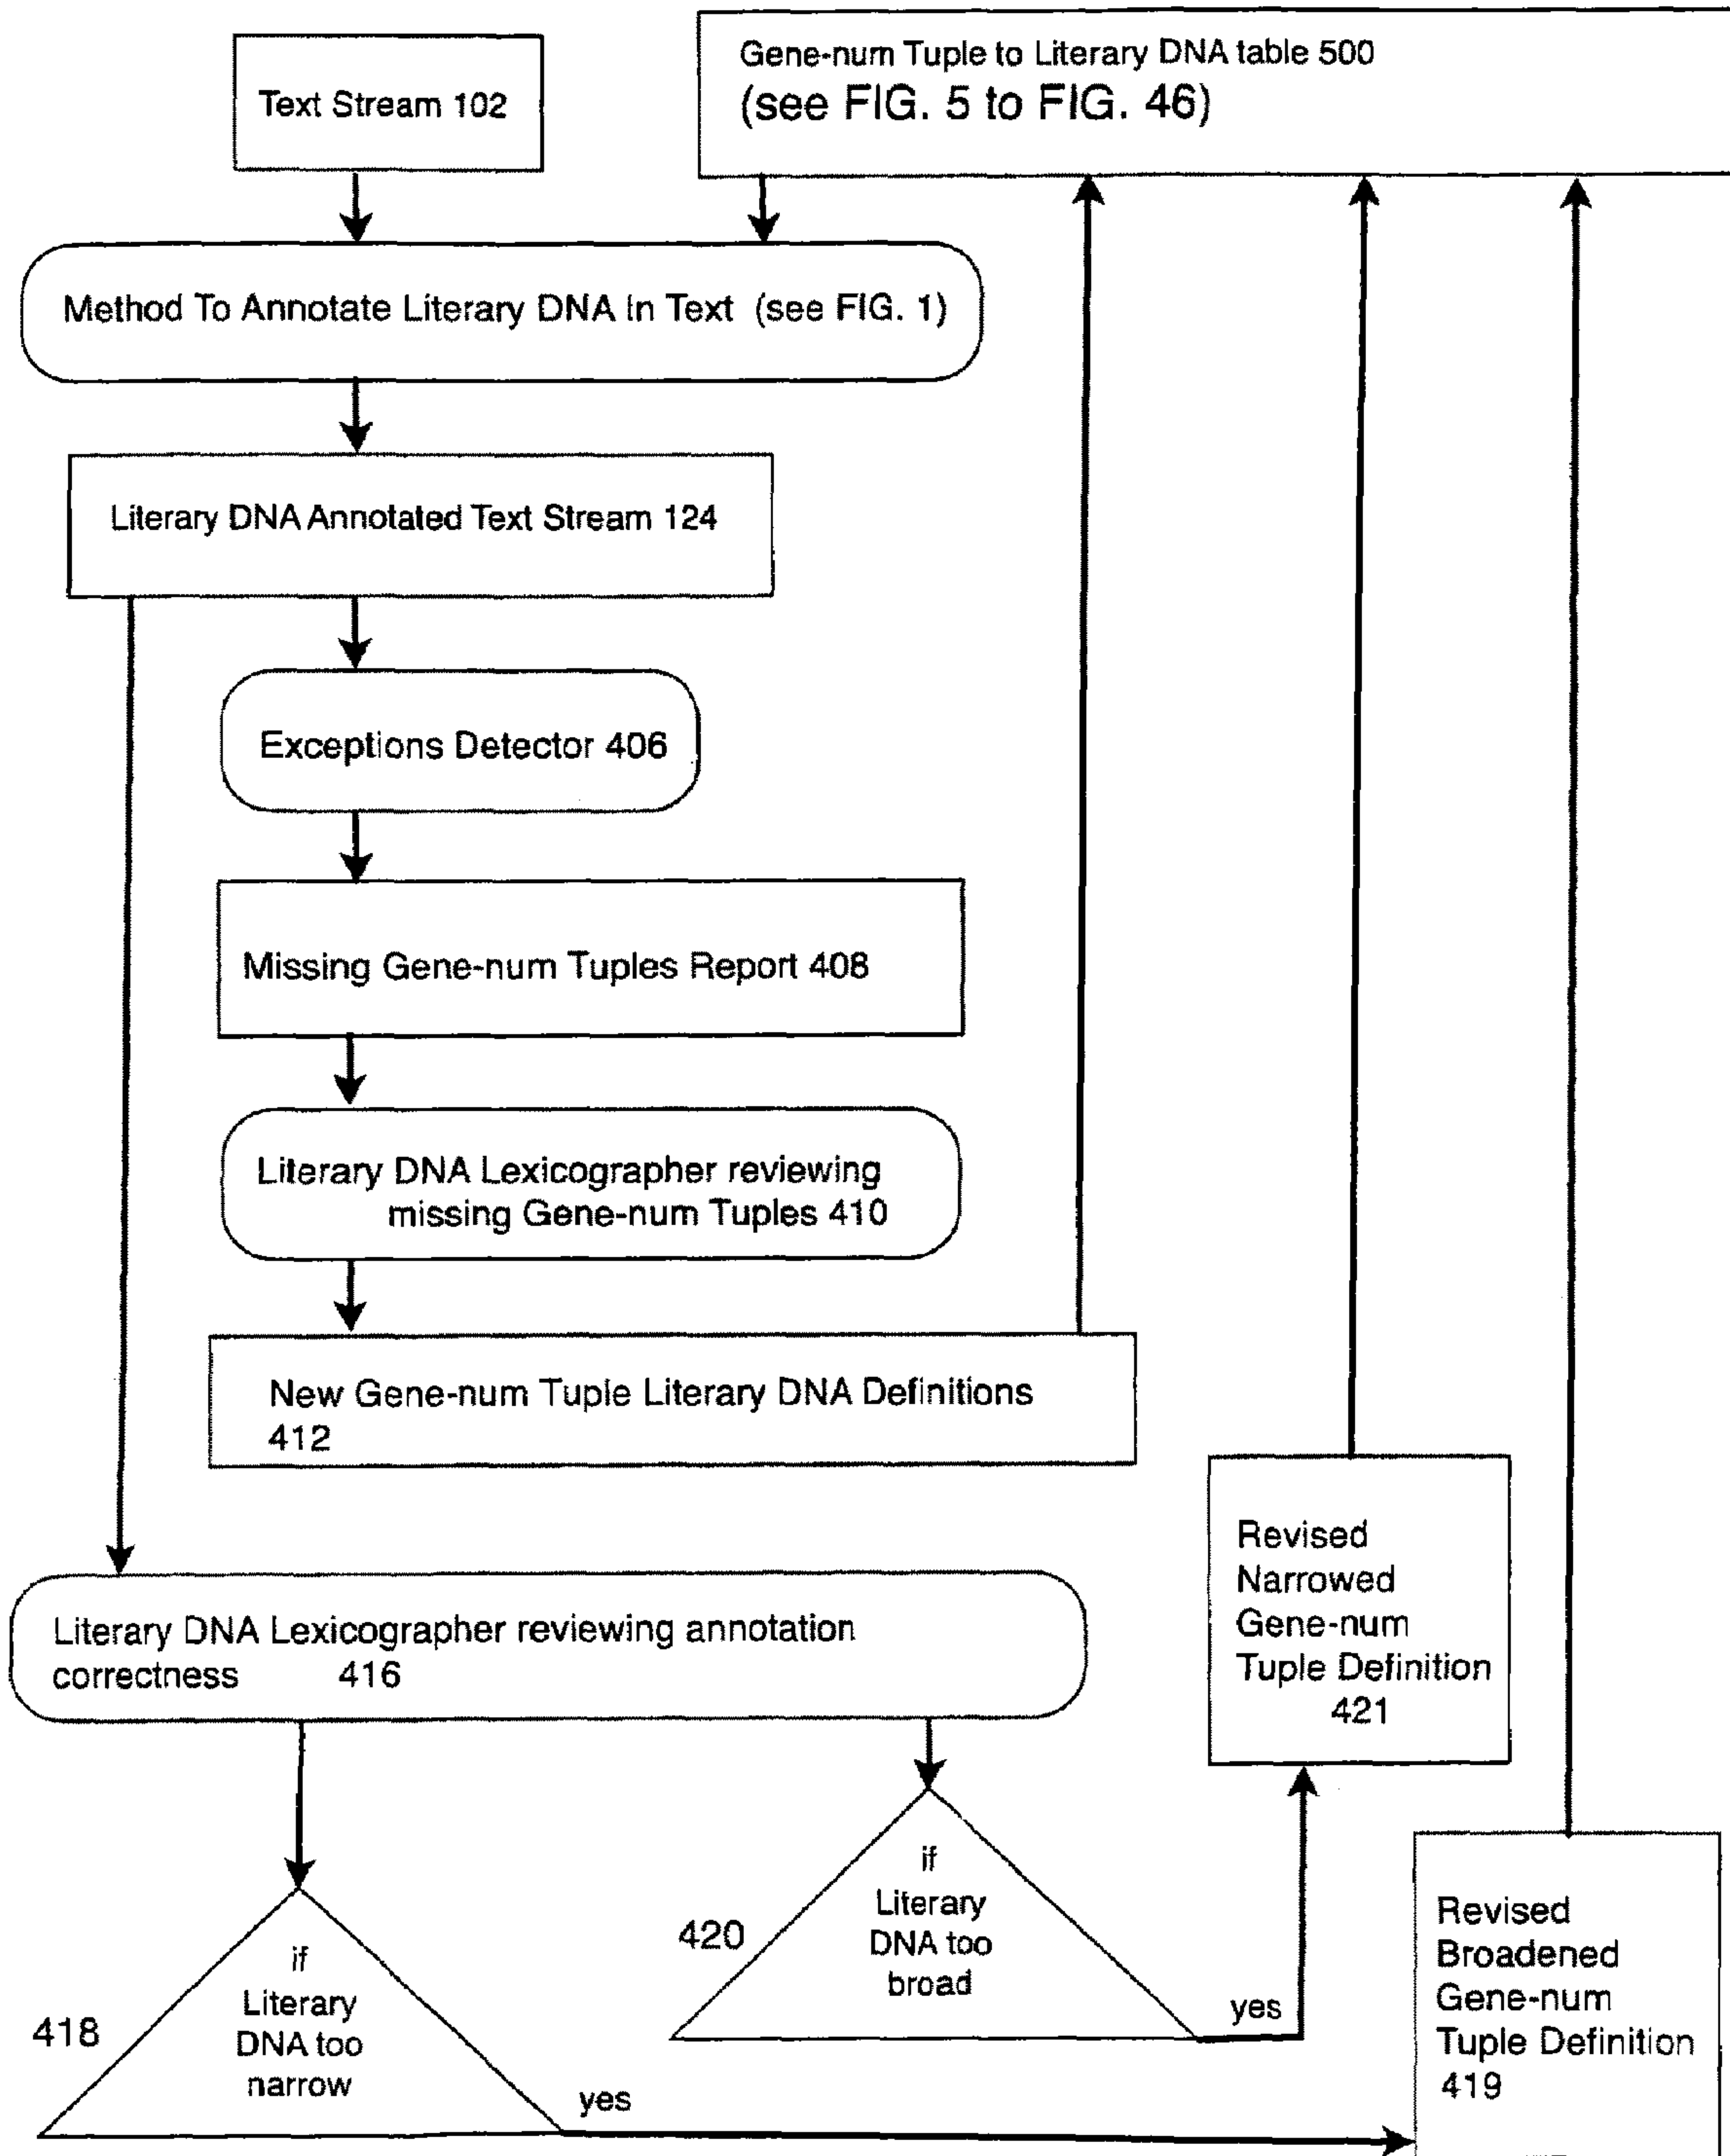 Text Stream 102
Gene-num Tuple to Literary DNA table 500
(see FIG. 5 to FIG. 46)
Method To Annotate Literary DNA In Text (see FIG. 1)
Literary DNA Annotated Text Stream 124
Exceptions Detector 406
Missing Gene-num Tuples Report 408
Literary DNA Lexicographer reviewing
missing Gene-num Tuples 410
New Gene-num Tuple Literary DNA Definitions
412
Literary DNA Lexicographer reviewing annotation
correctness 416
Revised
Narrowed
Gene-num
Tuple Definition
421
if
Literary
DNA too
broad
420
yes
if
Literary
DNA too
narrow
418
yes
Revised
Broadened
Gene-num
Tuple Definition
419